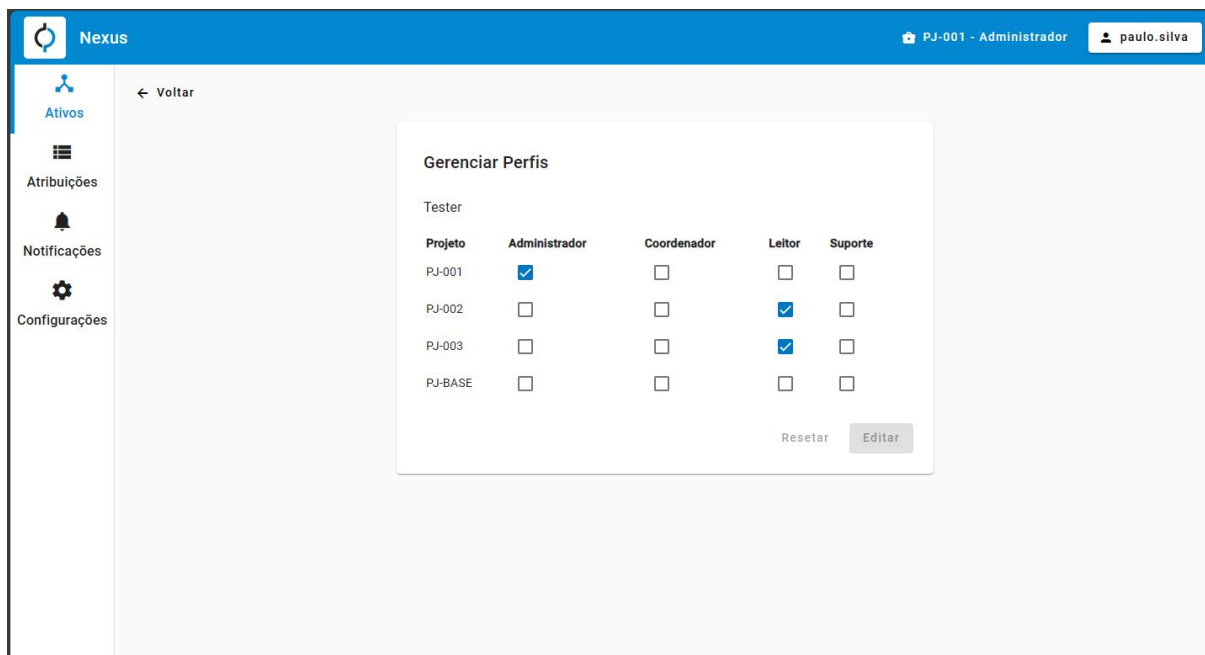 Nexus
PJ-001 - Administrador
paulo.silva
Ativos
Atribuições
Notificações
Configurações
← Voltar
Gerenciar Perfis
Tester
Projeto Administrador Coordenador Leitor Suporte
PJ-001
PJ-002
PJ-003
PJ-BASE
Resetar Editar